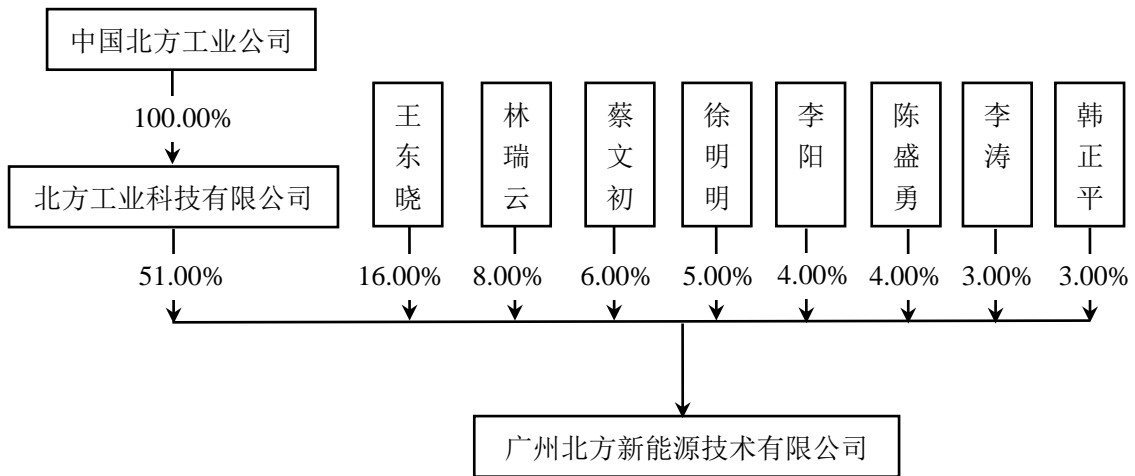 中国北方工业公司
100.00%
北方工业科技有限公司
王东晓
林瑞云
蔡文初
徐明明
李阳
陈盛勇
李涛
韩正平
51.00%
16.00%
8.00%
6.00%
5.00%
4.00%
4.00%
3.00%
3.00%
广州北方新能源技术有限公司